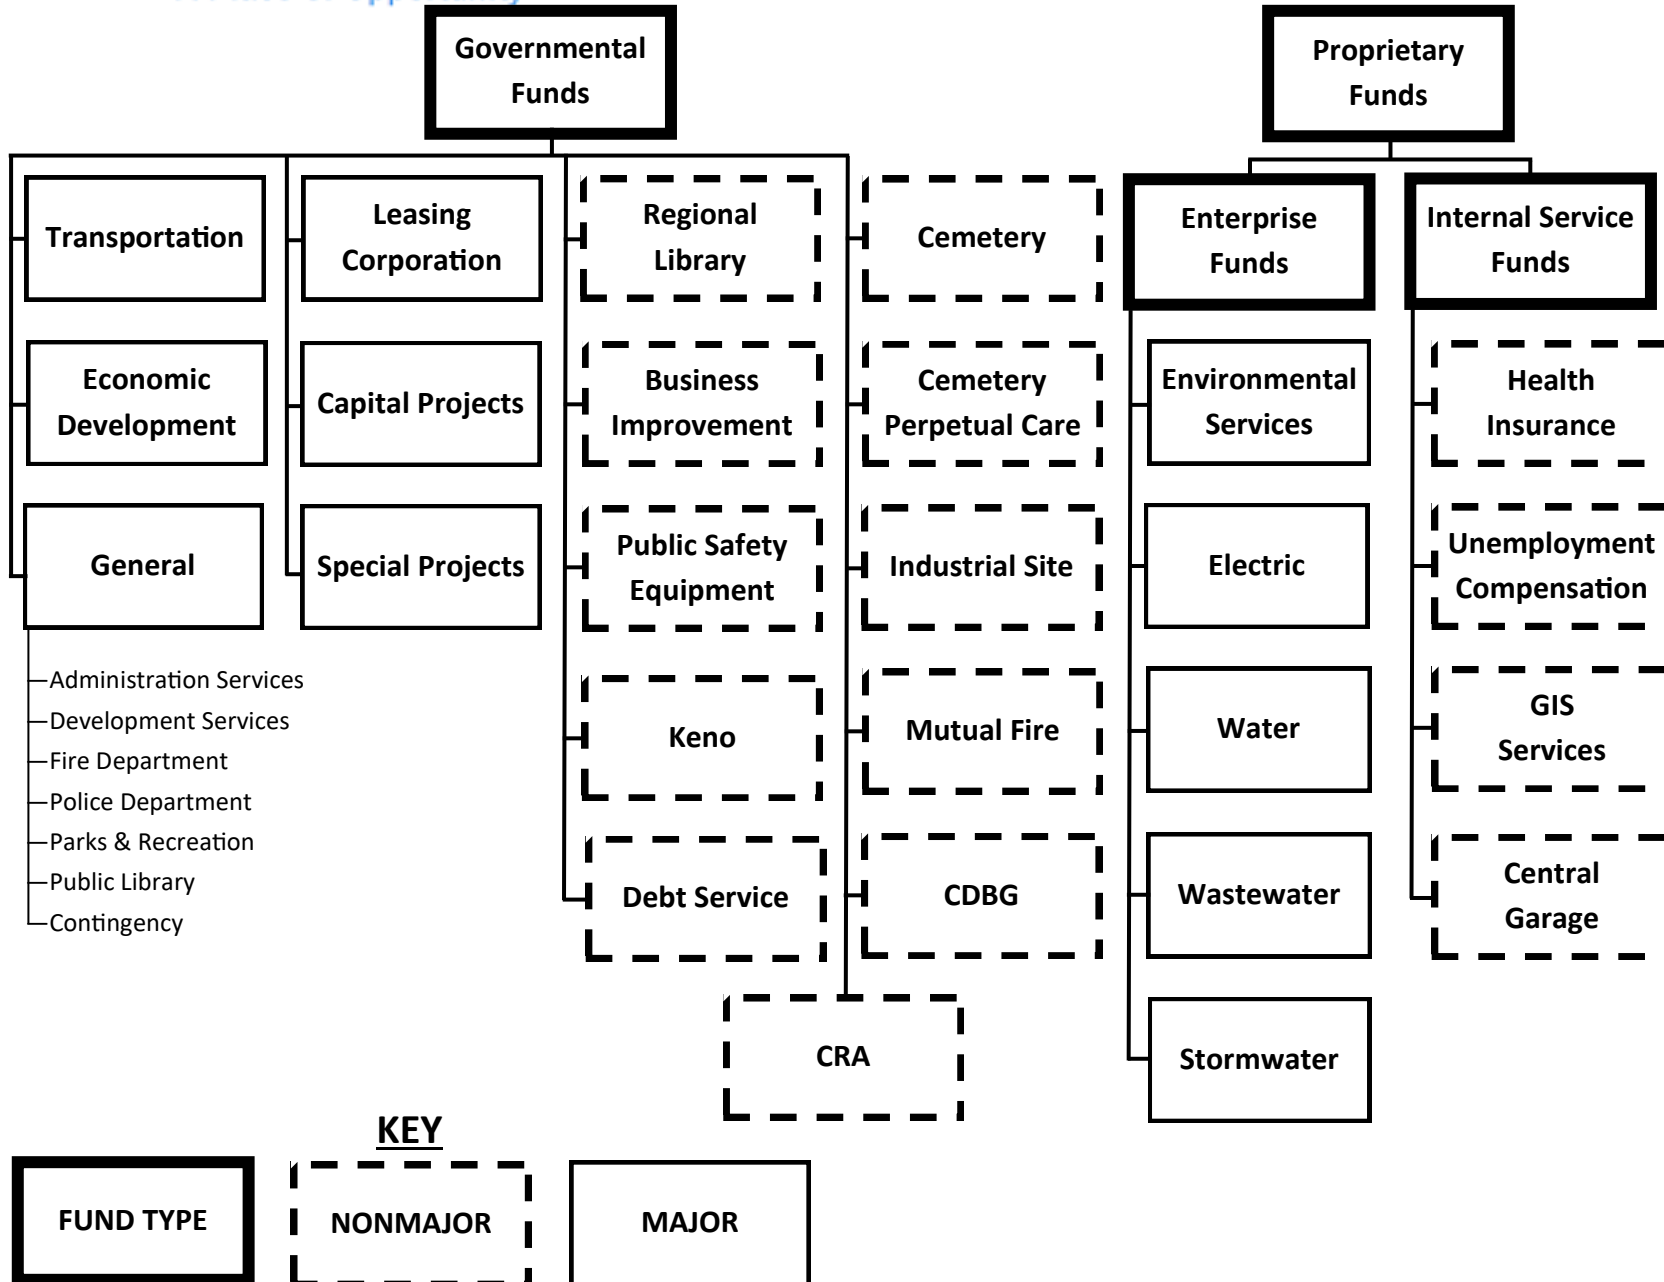 Governmental
Funds
Proprietary
Funds
Transportation
Leasing
Corporation
Regional
Library
Cemetery
Enterprise
Funds
Internal Service
Funds
Economic
Development
Capital Projects
Business
Improvement
Cemetery
Perpetual Care
Environmental
Services
Health
Insurance
General
Special Projects
Public Safety
Equipment
Industrial Site
Electric
Unemployment
Compensation
Administration Services
Development Services
Fire Department
Police Department
Parks & Recreation
Public Library
Contingency
Keno
Mutual Fire
Water
GIS
Services
Debt Service
CDBG
Wastewater
Central
Garage
CRA
Stormwater
KEY
FUND TYPE
NONMAJOR
MAJOR